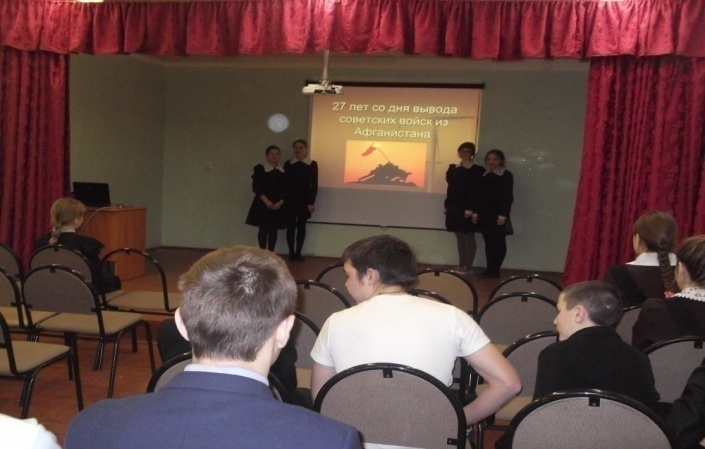 27 лет со дня вывода
советских войск из
Афганистана